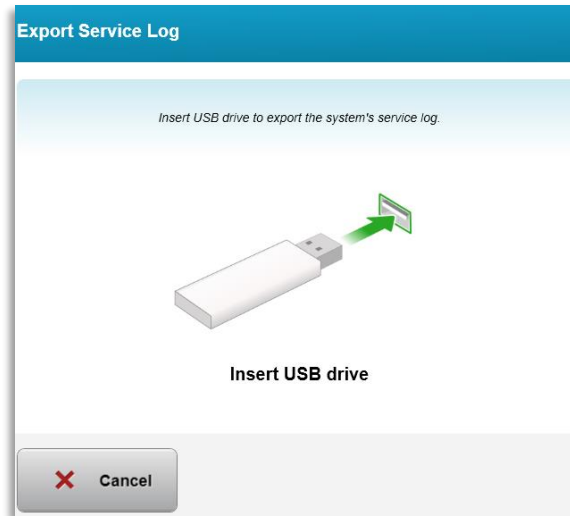 Export Service Log
Insert USB drive to export the system's service log.
Insert USB drive
Cancel